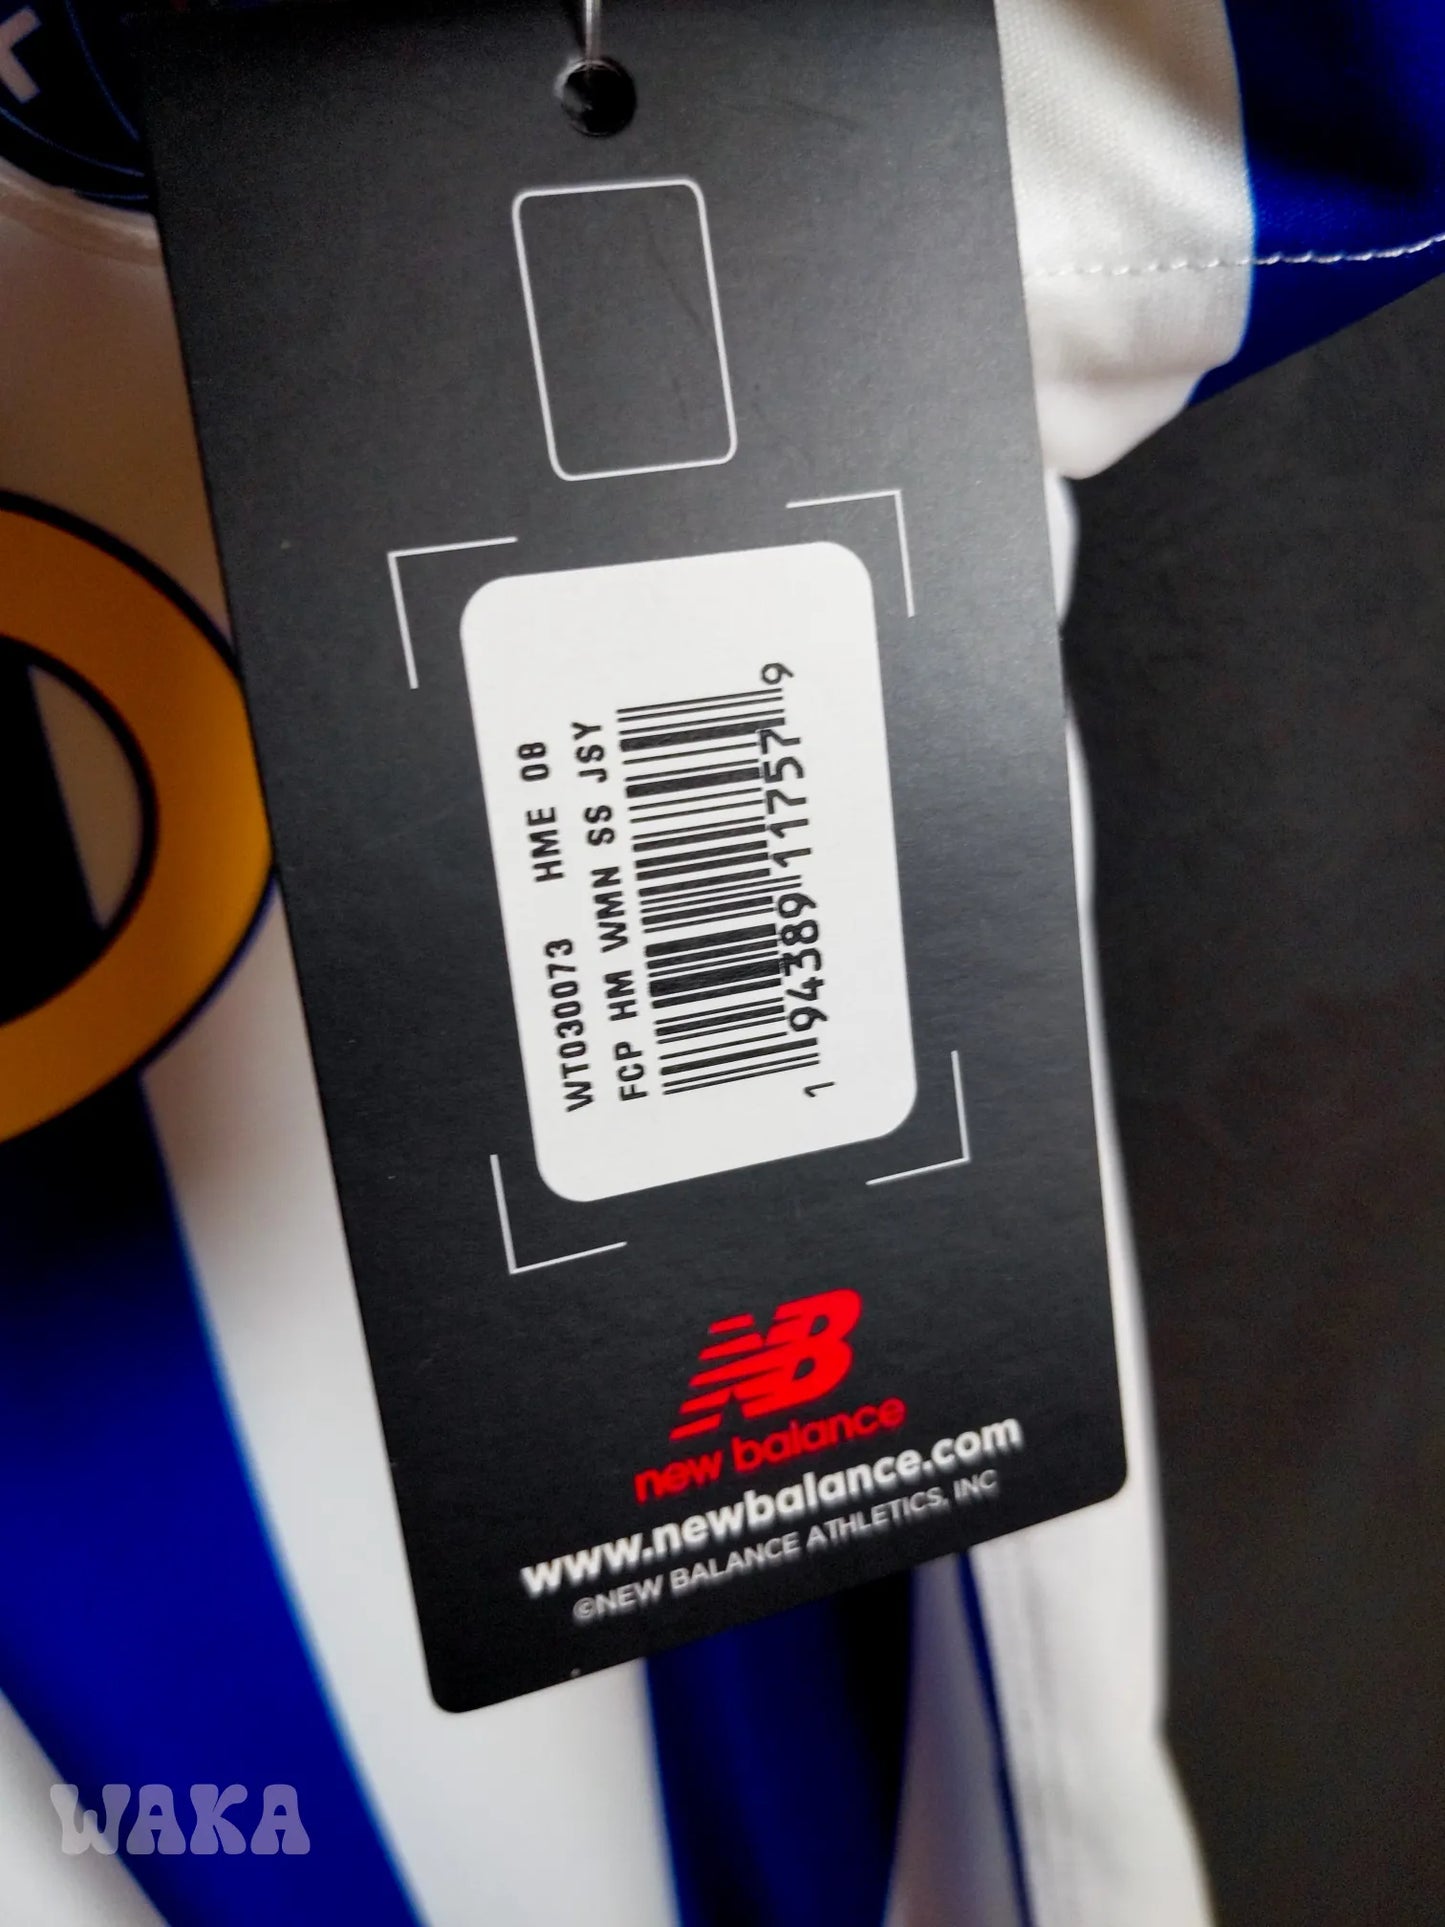 WT030073 HME 08
FCP HM WMN SS JSY
1 94389 11757 9
NB
new balance
www.newbalance.com
©NEW BALANCE ATHLETICS, INC
WAKA